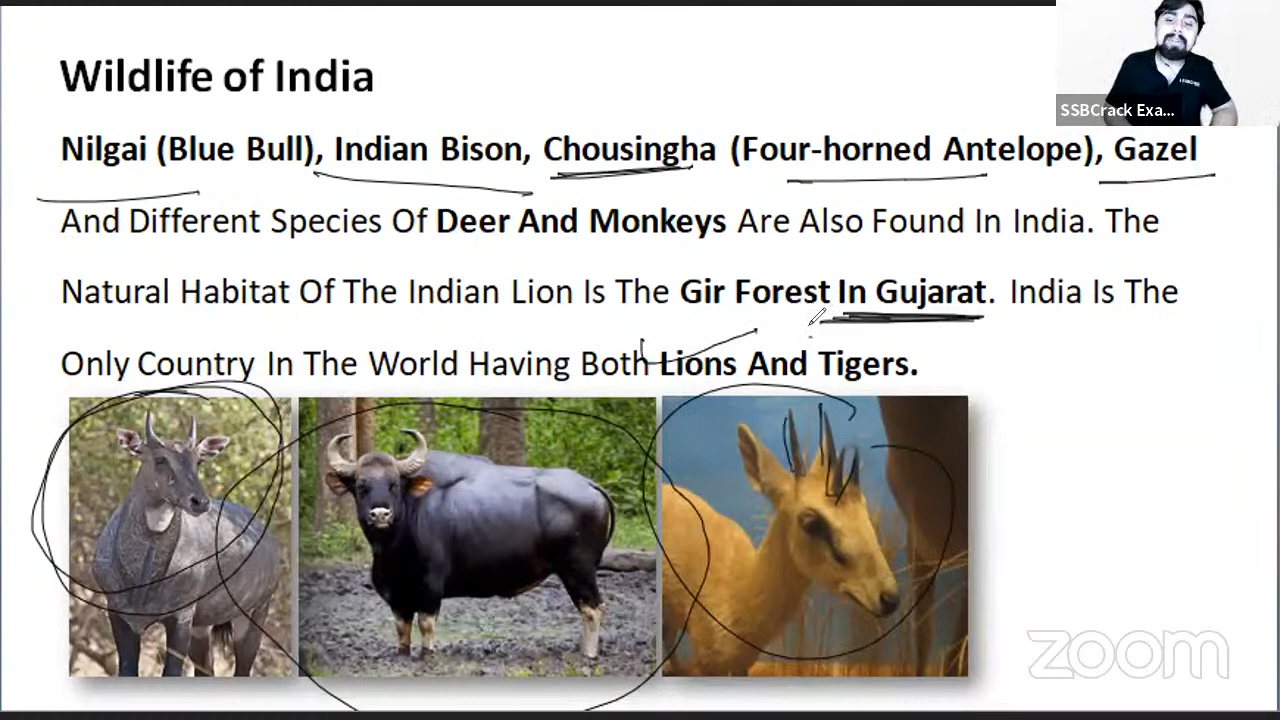 Wildlife of India
SSBCrack Exa...
Nilgai (Blue Bull), Indian Bison, Chousingha (Four-horned Antelope), Gazel
And Different Species Of Deer And Monkeys Are Also Found In India. The
Natural Habitat Of The Indian Lion Is The Gir Forest In Gujarat. India Is The
Only Country In The World Having Both Lions And Tigers.
zoom